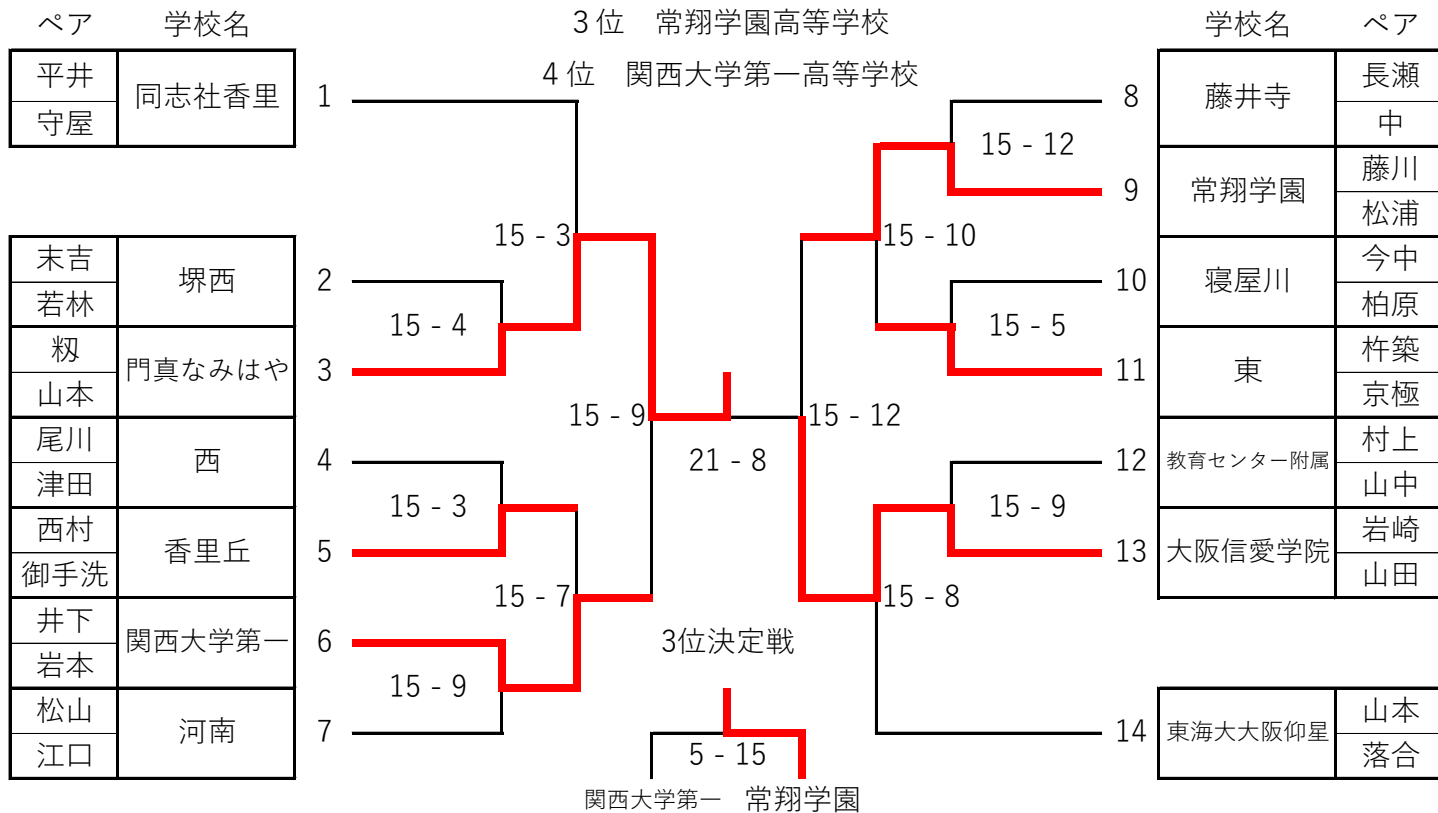 ペア 学校名 3位 常翔学園高等学校 学校名 ペア
4位 関西大学第一高等学校
平井 守屋 同志社香里 1
末吉 若林 堺西 2
籾 山本 門真なみはや 3
尾川 津田 西 4
西村 御手洗 香里丘 5
井下 岩本 関西大学第一 6
松山 江口 河南 7
15 - 3
15 - 4
15 - 9
15 - 3
15 - 7
15 - 9
21 - 8
3位決定戦
5 - 15
関西大学第一 常翔学園
15 - 12
15 - 10
15 - 5
15 - 12
15 - 9
15 - 8
8 藤井寺 長瀬 中
9 常翔学園 藤川 松浦
10 寝屋川 今中 柏原
11 東 杵築 京極
12 教育センター附属 村上 山中
13 大阪信愛学院 岩崎 山田
14 東海大大阪仰星 山本 落合